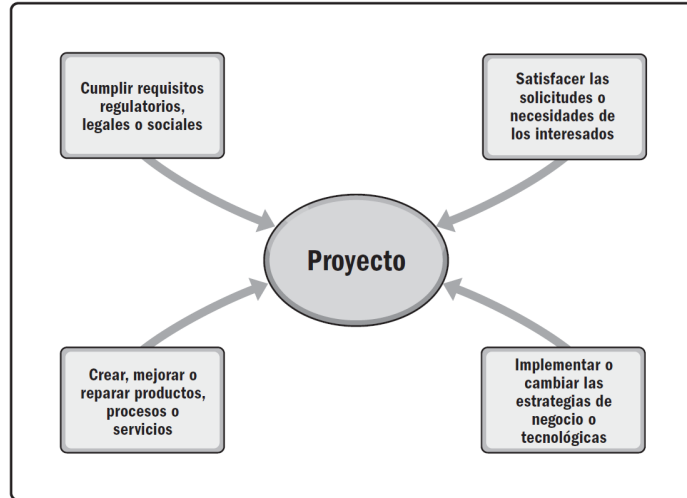 Cumplir requisitos
regulatorios,
legales o sociales
Satisfacer las
solicitudes o
necesidades de
los interesados
Proyecto
Crear, mejorar o
reparar productos,
procesos o
servicios
Implementar o
cambiar las
estrategias de
negocio o
tecnológicas